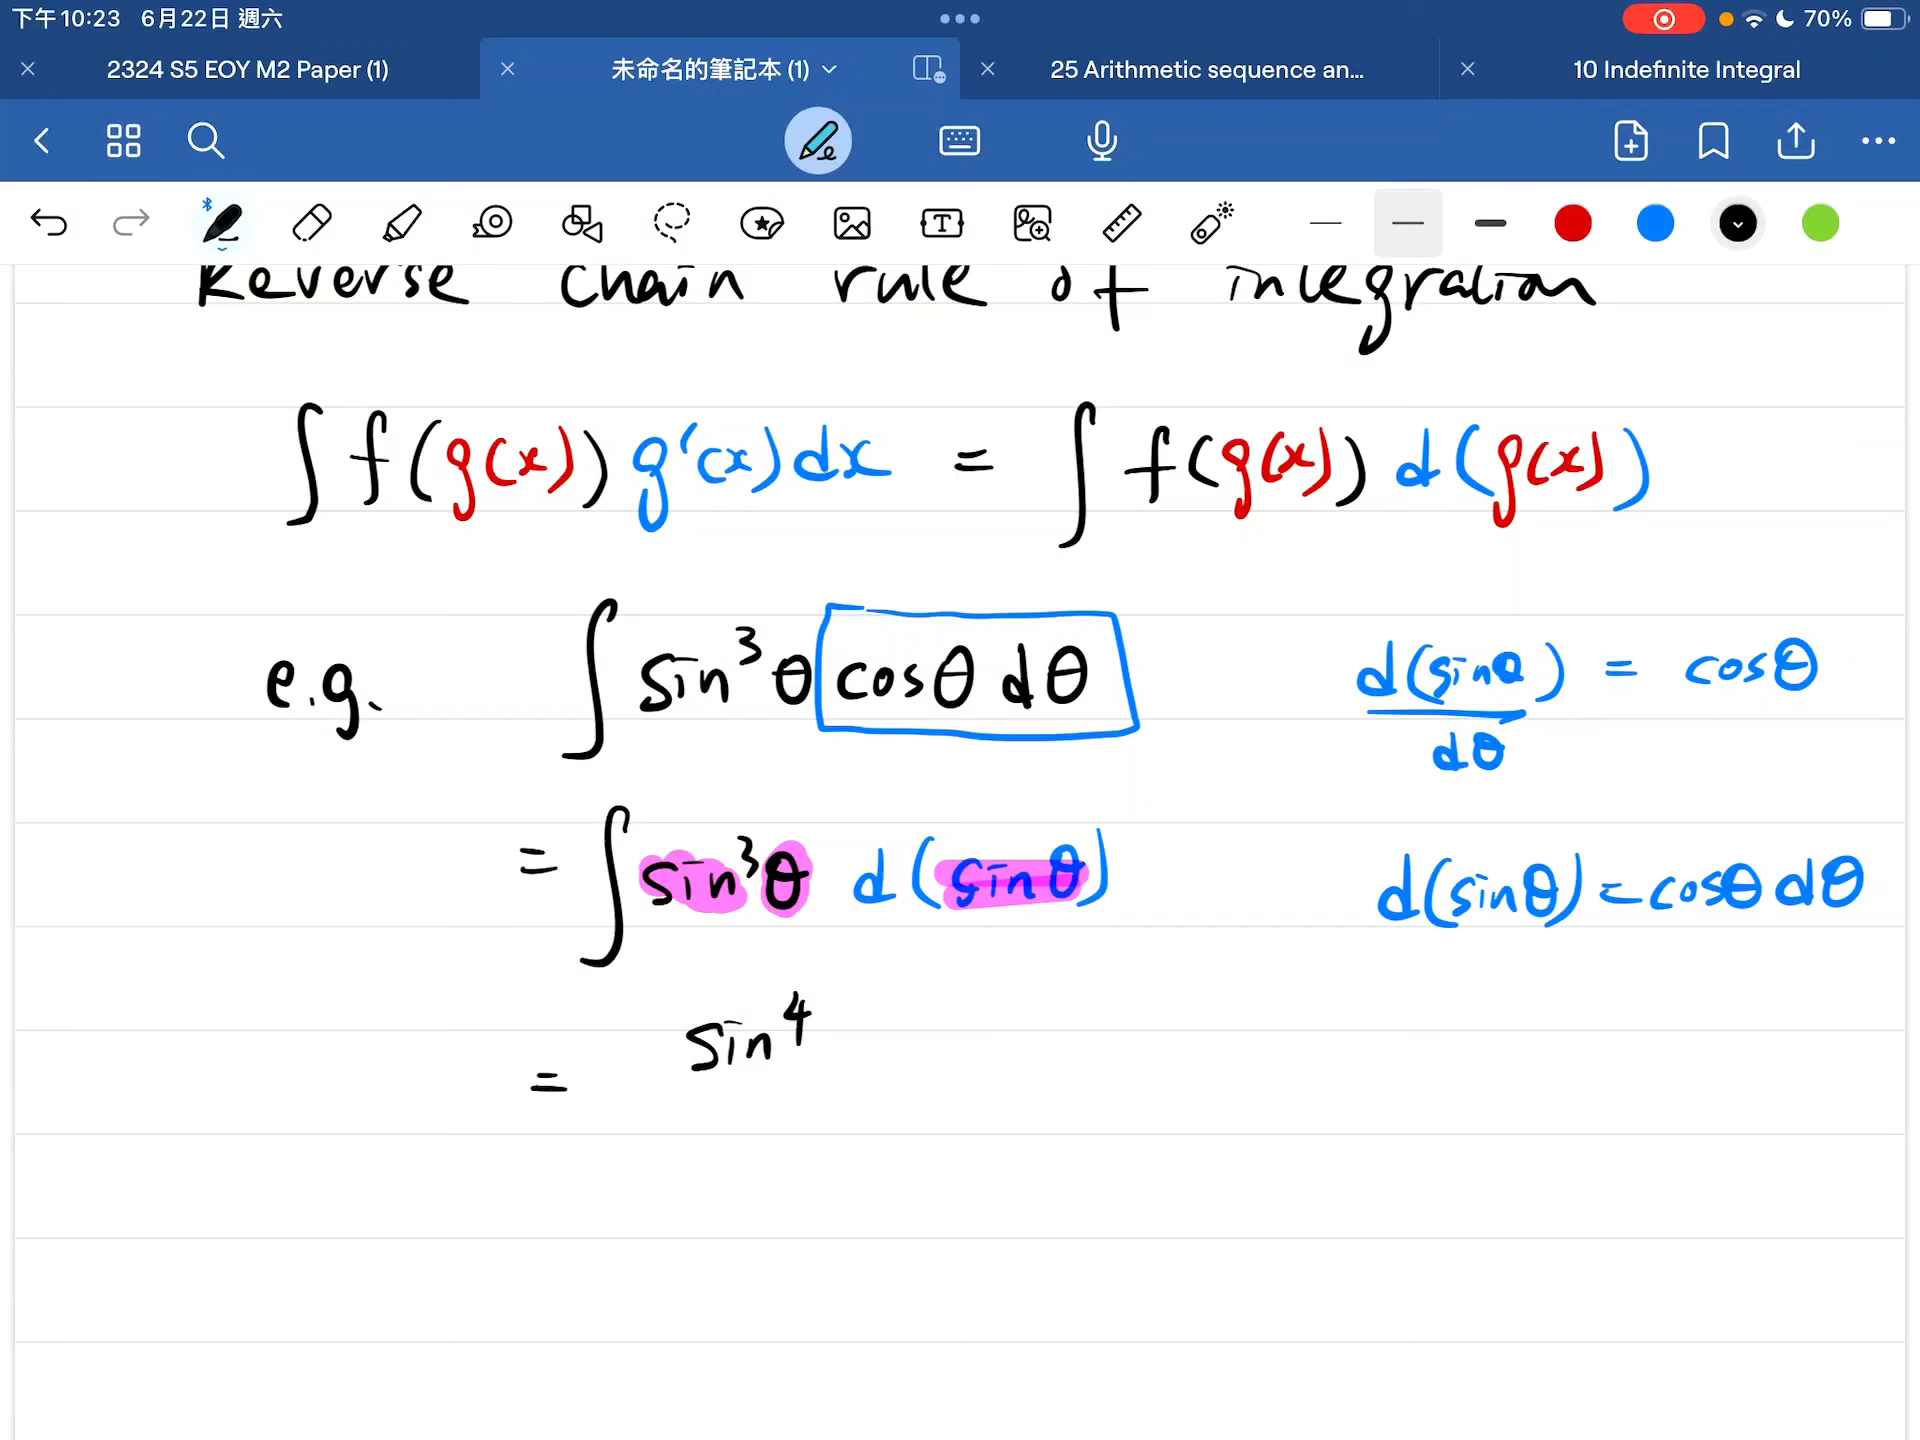 下午10:23 6月22日 週六 70%
2324 S5 EOY M2 Paper (1) 未命名的筆記本 (1) 25 Arithmetic sequence an... 10 Indefinite Integral
Reverse chain rule of integration
∫ f(g(x)) g'(x) dx = ∫ f(g(x)) d(g(x))
e.g. ∫ sin³θ cosθ dθ d(sinθ)/dθ = cosθ
= ∫ sin³θ d(sinθ) d(sinθ) = cosθ dθ
= sin⁴